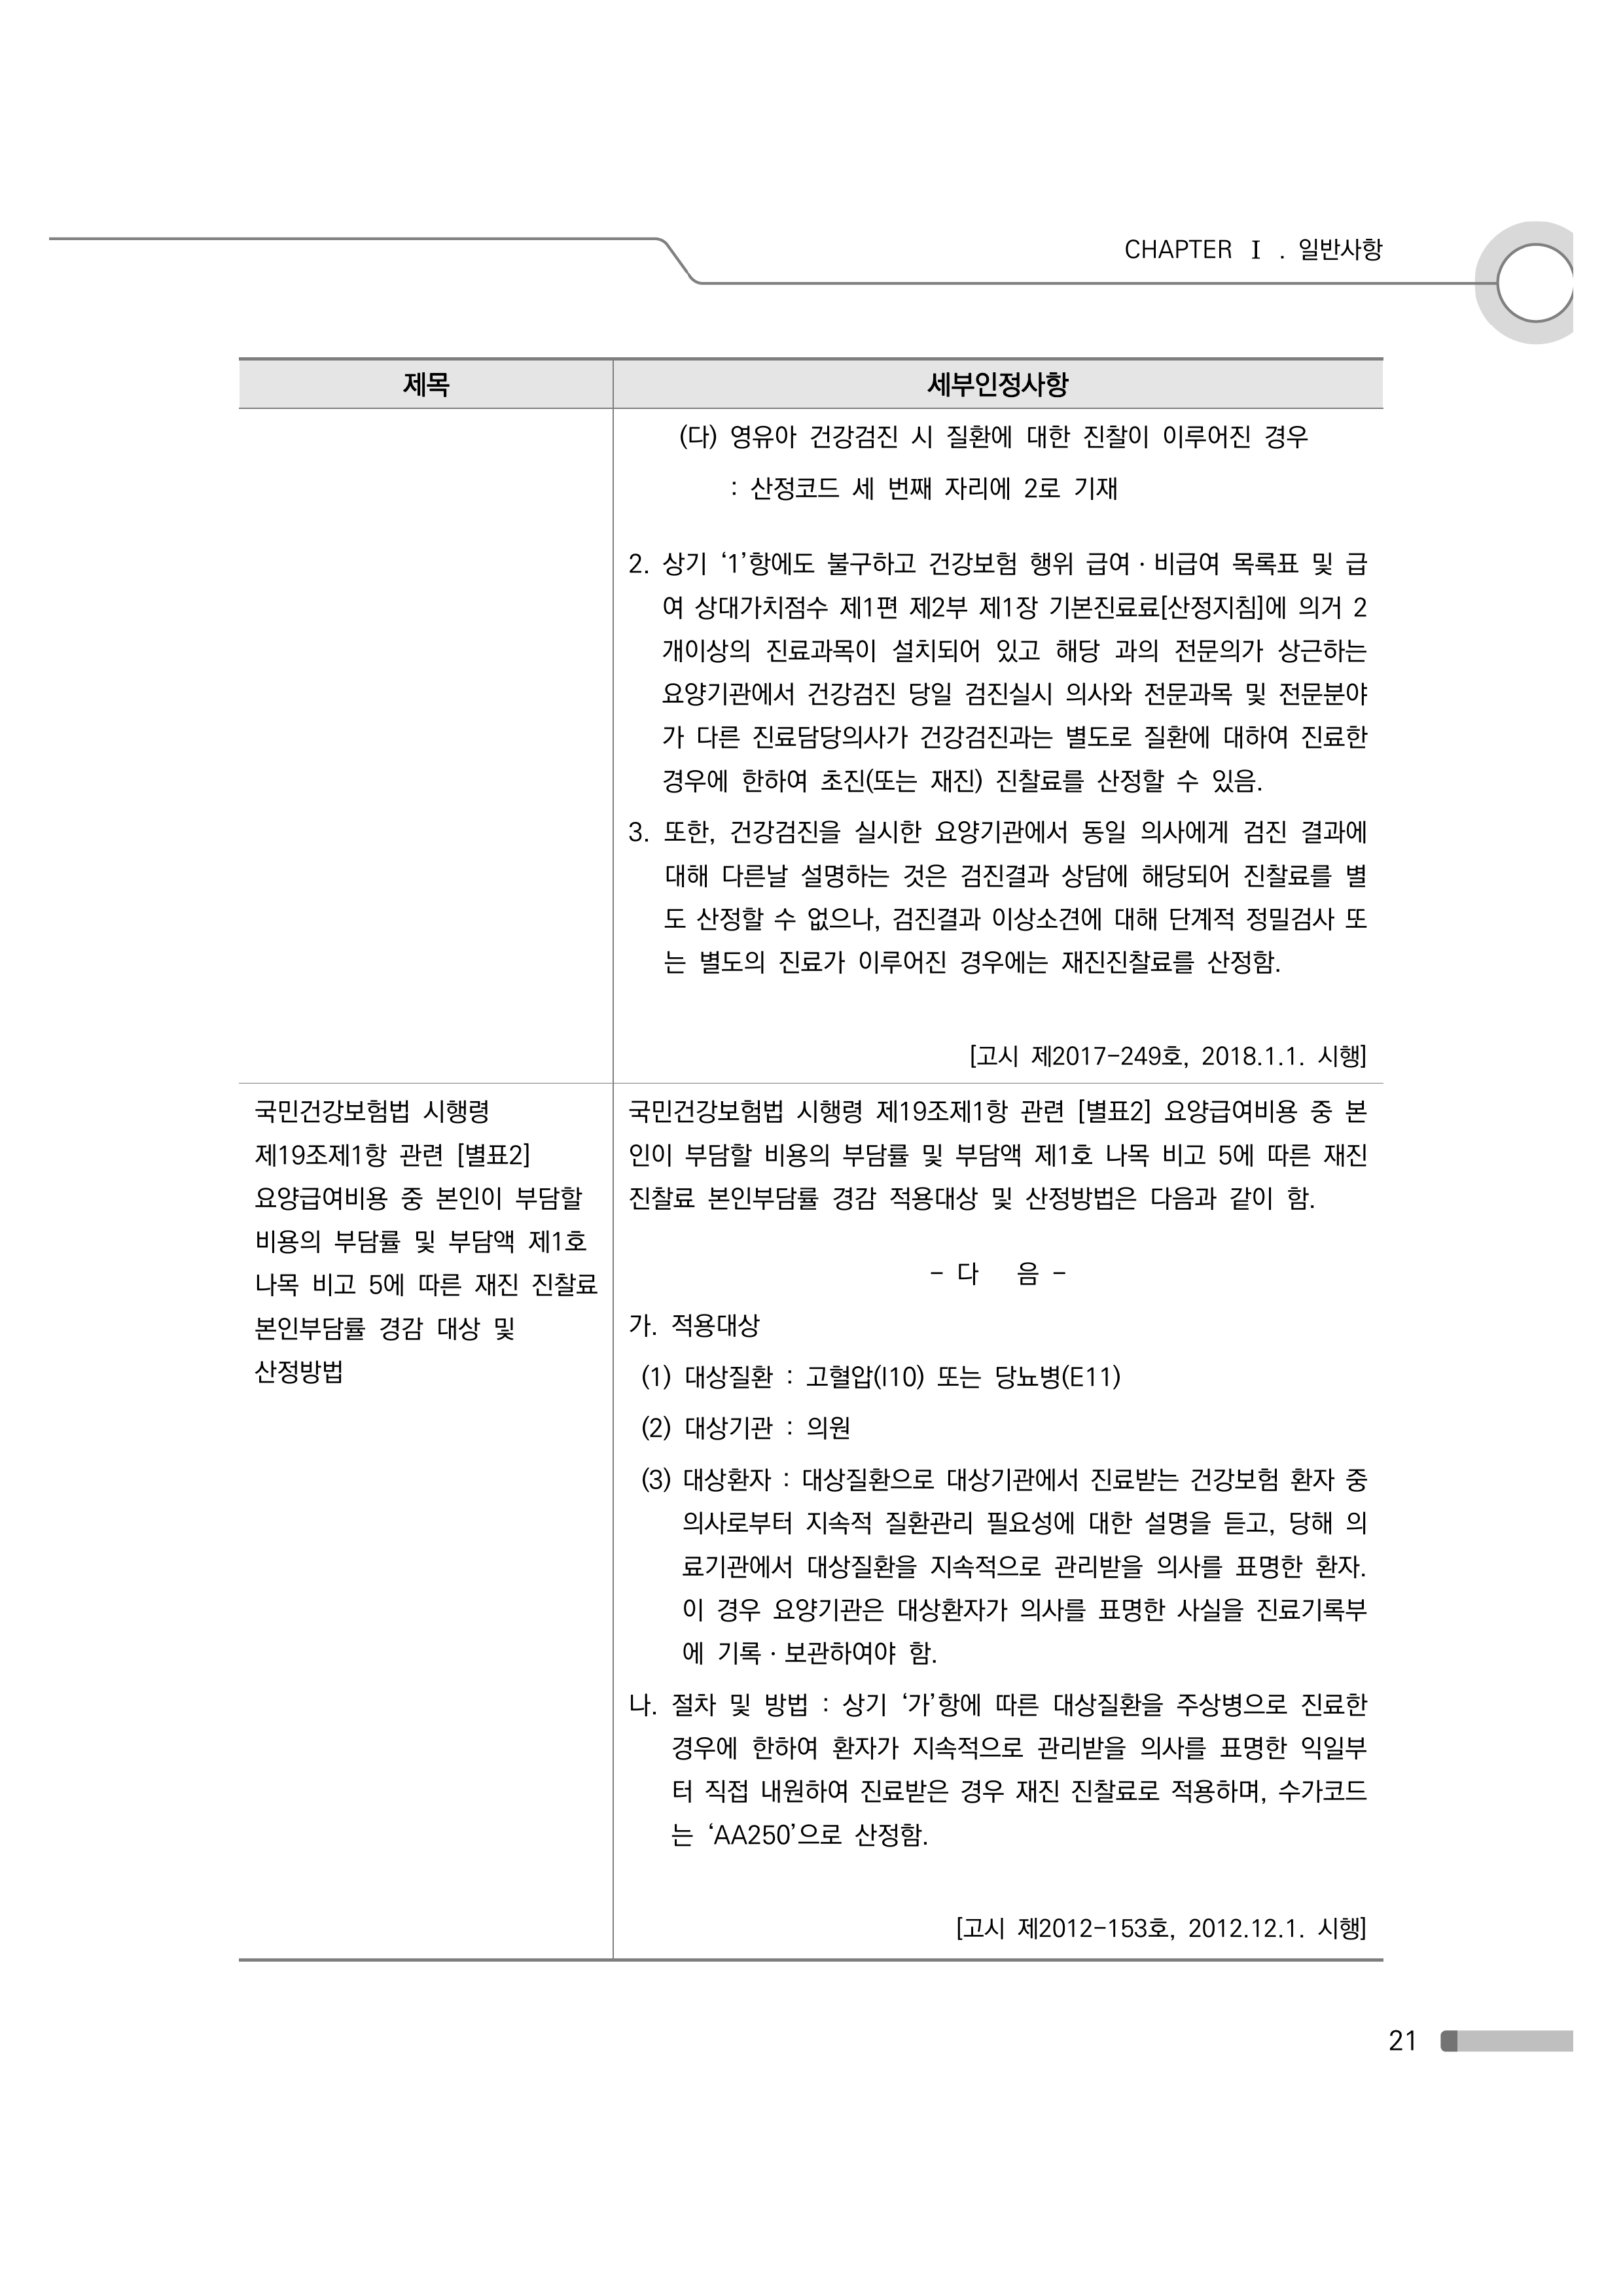 CHAPTER Ⅰ. 일반사항
제목
세부인정사항
(다) 영유아 건강검진 시 질환에 대한 진찰이 이루어진 경우
: 산정코드 세 번째 자리에 2로 기재
2. 상기 ‘1’항에도 불구하고 건강보험 행위 급여·비급여 목록표 및 급
여 상대가치점수 제1편 제2부 제1장 기본진료료[산정지침]에 의거 2
개이상의 진료과목이 설치되어 있고 해당 과의 전문의가 상근하는
요양기관에서 건강검진 당일 검진실시 의사와 전문과목 및 전문분야
가 다른 진료담당의사가 건강검진과는 별도로 질환에 대하여 진료한
경우에 한하여 초진(또는 재진) 진찰료를 산정할 수 있음.
3. 또한, 건강검진을 실시한 요양기관에서 동일 의사에게 검진 결과에
대해 다른날 설명하는 것은 검진결과 상담에 해당되어 진찰료를 별
도 산정할 수 없으나, 검진결과 이상소견에 대해 단계적 정밀검사 또
는 별도의 진료가 이루어진 경우에는 재진진찰료를 산정함.
[고시 제2017-249호, 2018.1.1. 시행]
국민건강보험법 시행령
제19조제1항 관련 [별표2]
요양급여비용 중 본인이 부담할
비용의 부담률 및 부담액 제1호
나목 비고 5에 따른 재진 진찰료
본인부담률 경감 대상 및
산정방법
국민건강보험법 시행령 제19조제1항 관련 [별표2] 요양급여비용 중 본
인이 부담할 비용의 부담률 및 부담액 제1호 나목 비고 5에 따른 재진
진찰료 본인부담률 경감 적용대상 및 산정방법은 다음과 같이 함.
- 다 음 -
가. 적용대상
(1) 대상질환 : 고혈압(I10) 또는 당뇨병(E11)
(2) 대상기관 : 의원
(3) 대상환자 : 대상질환으로 대상기관에서 진료받는 건강보험 환자 중
의사로부터 지속적 질환관리 필요성에 대한 설명을 듣고, 당해 의
료기관에서 대상질환을 지속적으로 관리받을 의사를 표명한 환자.
이 경우 요양기관은 대상환자가 의사를 표명한 사실을 진료기록부
에 기록·보관하여야 함.
나. 절차 및 방법 : 상기 ‘가’항에 따른 대상질환을 주상병으로 진료한
경우에 한하여 환자가 지속적으로 관리받을 의사를 표명한 익일부
터 직접 내원하여 진료받은 경우 재진 진찰료로 적용하며, 수가코드
는 ‘AA250’으로 산정함.
[고시 제2012-153호, 2012.12.1. 시행]
21